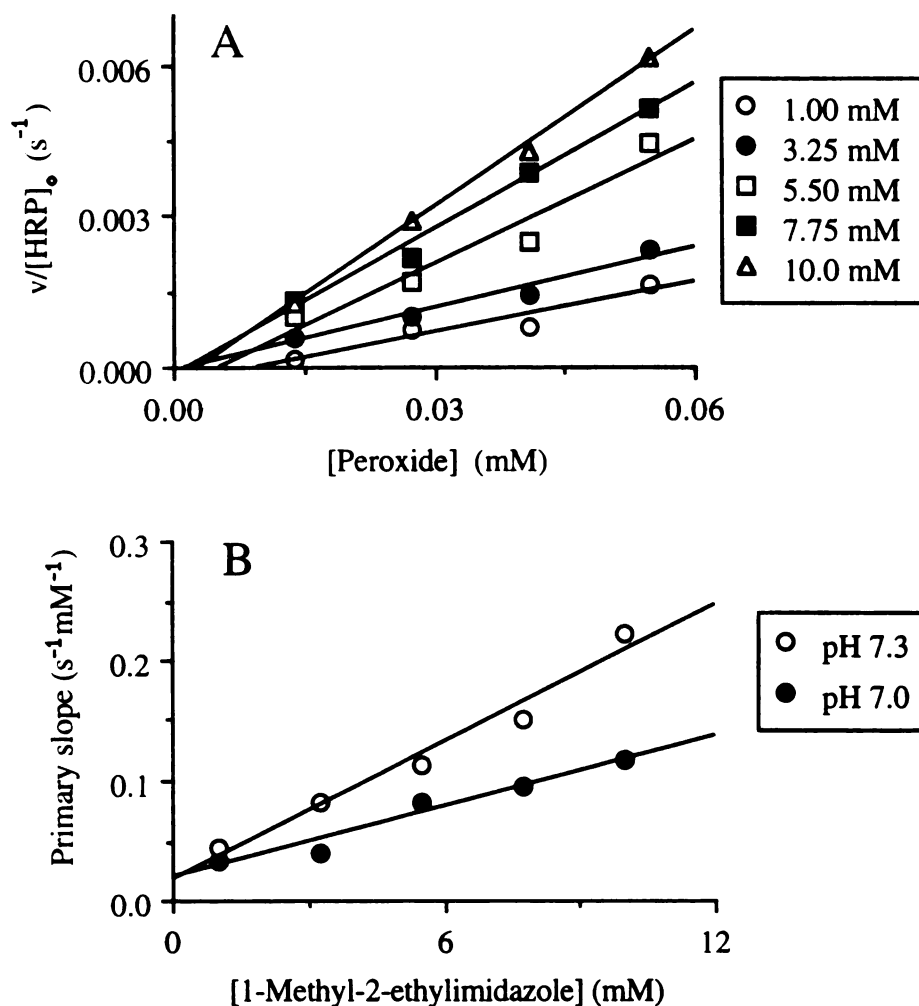 A
v/[HRP]₀ (s⁻¹)
0.006
0.003
0.000
0.00
0.03
0.06
[Peroxide] (mM)
1.00 mM
3.25 mM
5.50 mM
7.75 mM
10.0 mM
B
Primary slope (s⁻¹mM⁻¹)
0.3
0.2
0.1
0.0
0
6
12
[1-Methyl-2-ethylimidazole] (mM)
pH 7.3
pH 7.0